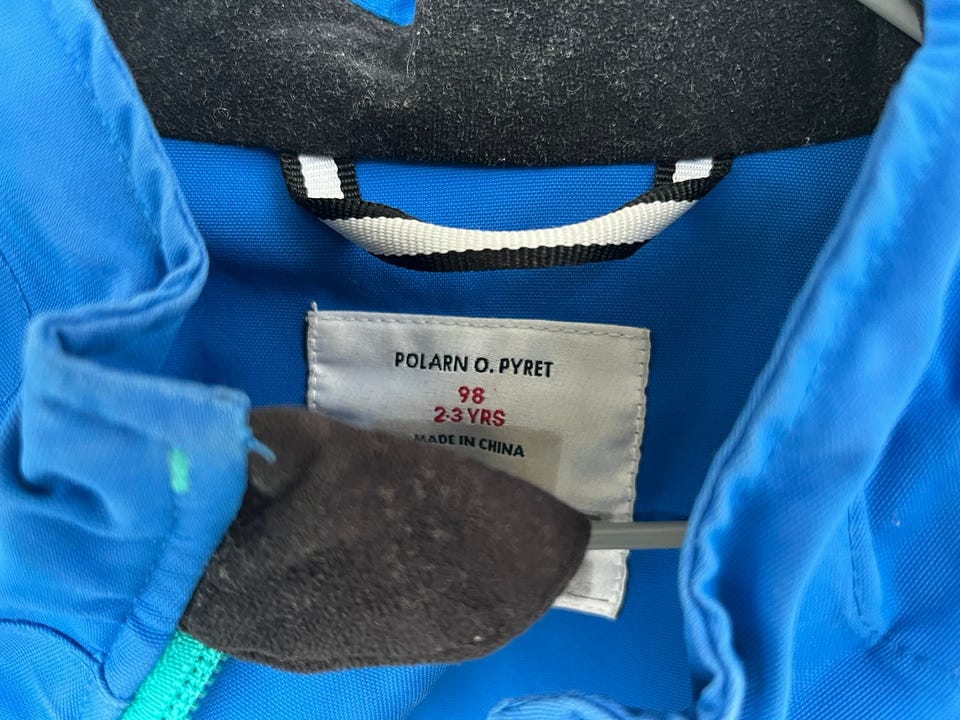 POLARN O. PYRET
98
2-3 YRS
MADE IN CHINA